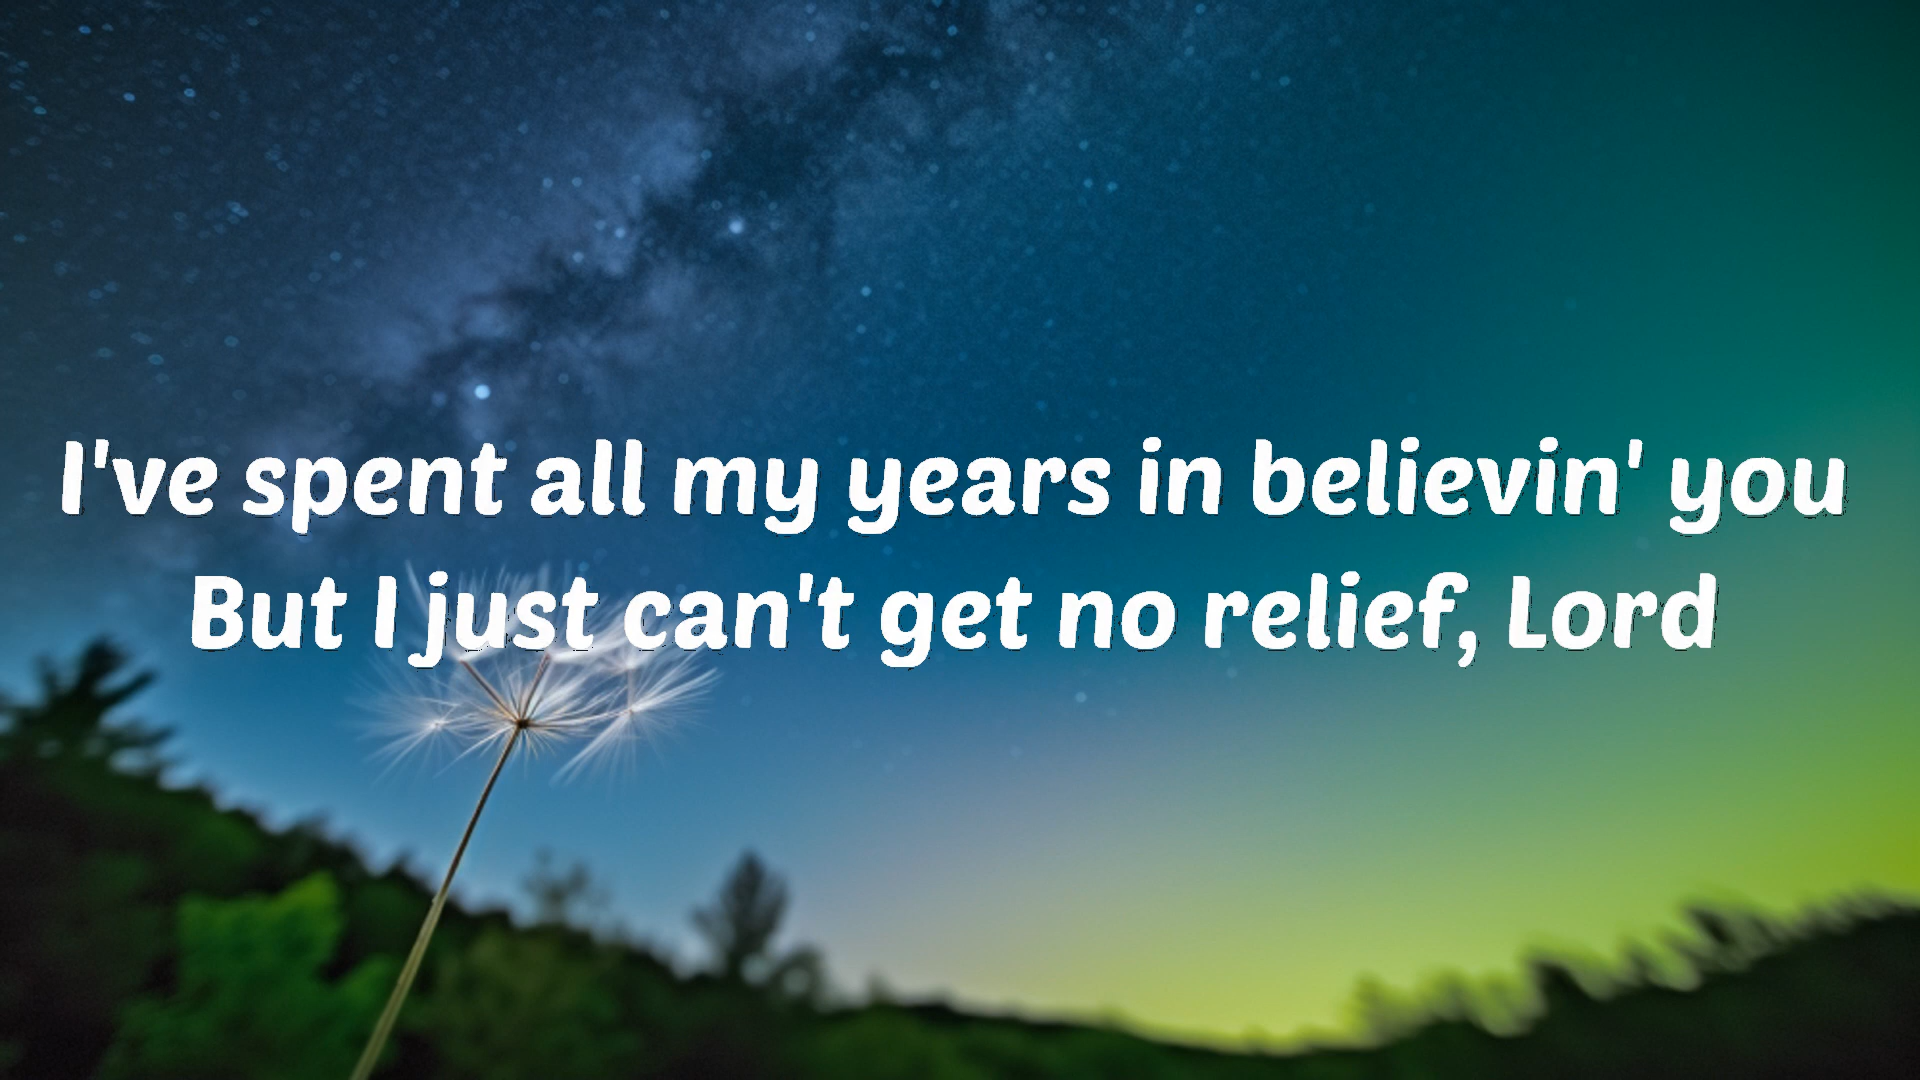 I've spent all my years in believin' you
But I just can't get no relief, Lord